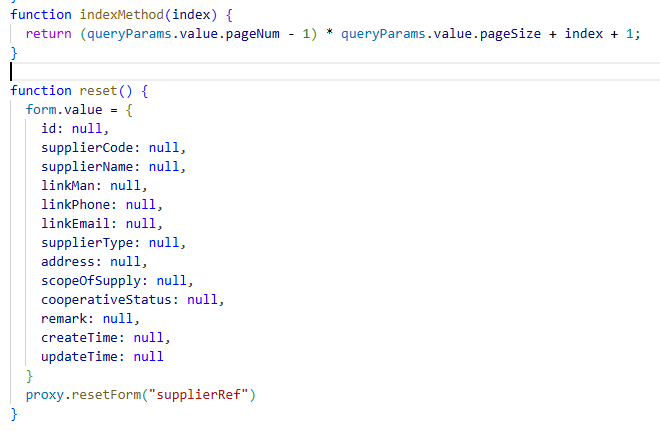 function indexMethod(index) {
  return (queryParams.value.pageNum - 1) * queryParams.value.pageSize + index + 1;
}
function reset() {
  form.value = {
    id: null,
    supplierCode: null,
    supplierName: null,
    linkMan: null,
    linkPhone: null,
    linkEmail: null,
    supplierType: null,
    address: null,
    scopeOfSupply: null,
    cooperativeStatus: null,
    remark: null,
    createTime: null,
    updateTime: null
  }
  proxy.resetForm("supplierRef")
}